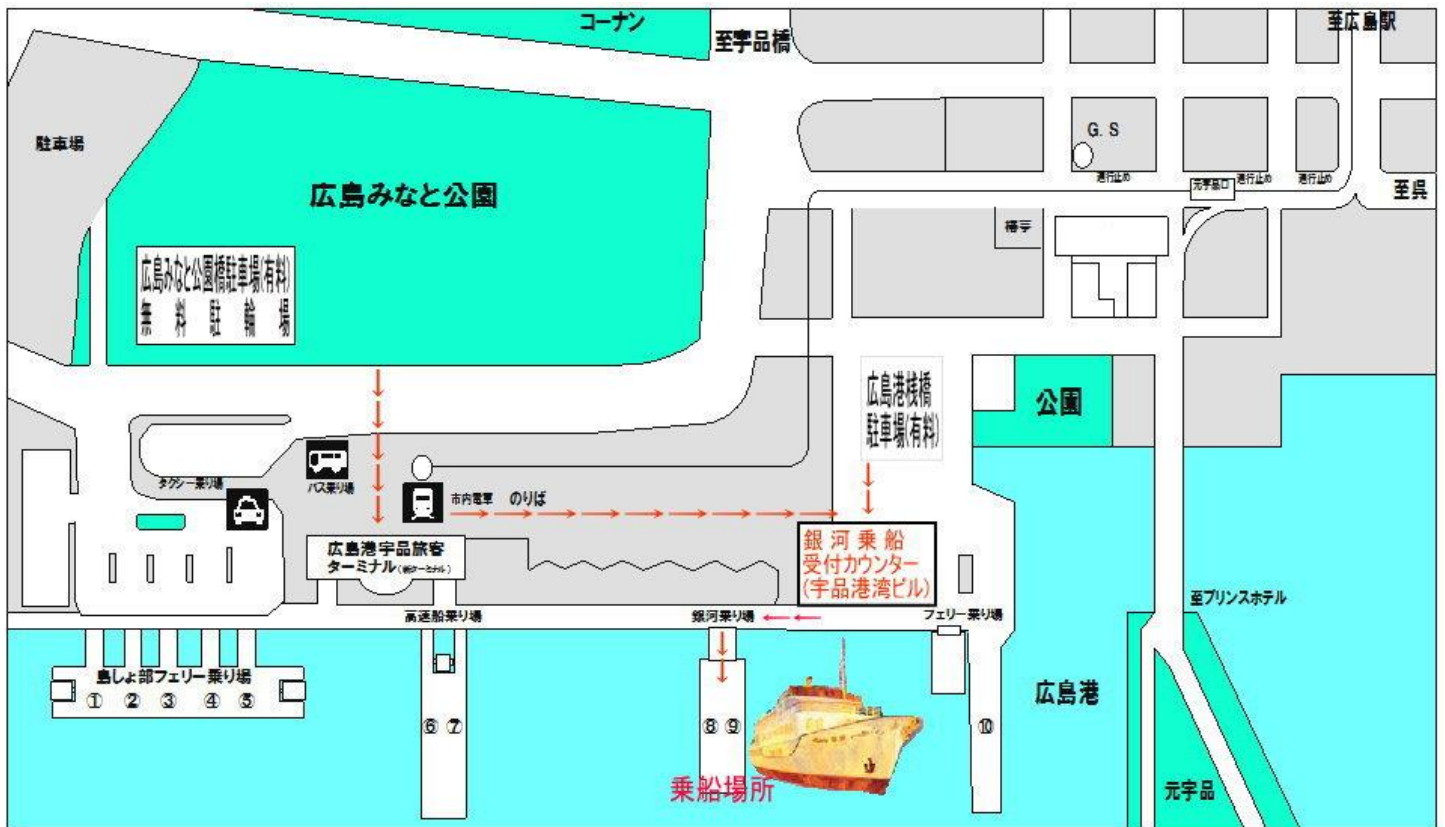 コーナン
至宇品橋
至広島駅
駐車場
G.S
広島みなと公園
通行止め
元宇品口
通行止め
通行止め
至呉
椿亭
広島みなと公園橋駐車場(有料)
無料駐輪場
広島港桟橋
駐車場(有料)
公園
タクシー乗り場
バス乗り場
市内電車 のりば
広島港宇品旅客
ターミナル(新ターミナル)
銀河乗船
受付カウンター
(宇品港湾ビル)
至プリンスホテル
高速船乗り場
銀河乗り場
フェリー乗り場
島しょ部フェリー乗り場
① ② ③ ④ ⑤
⑥ ⑦
⑧ ⑨
⑩
広島港
乗船場所
元宇品